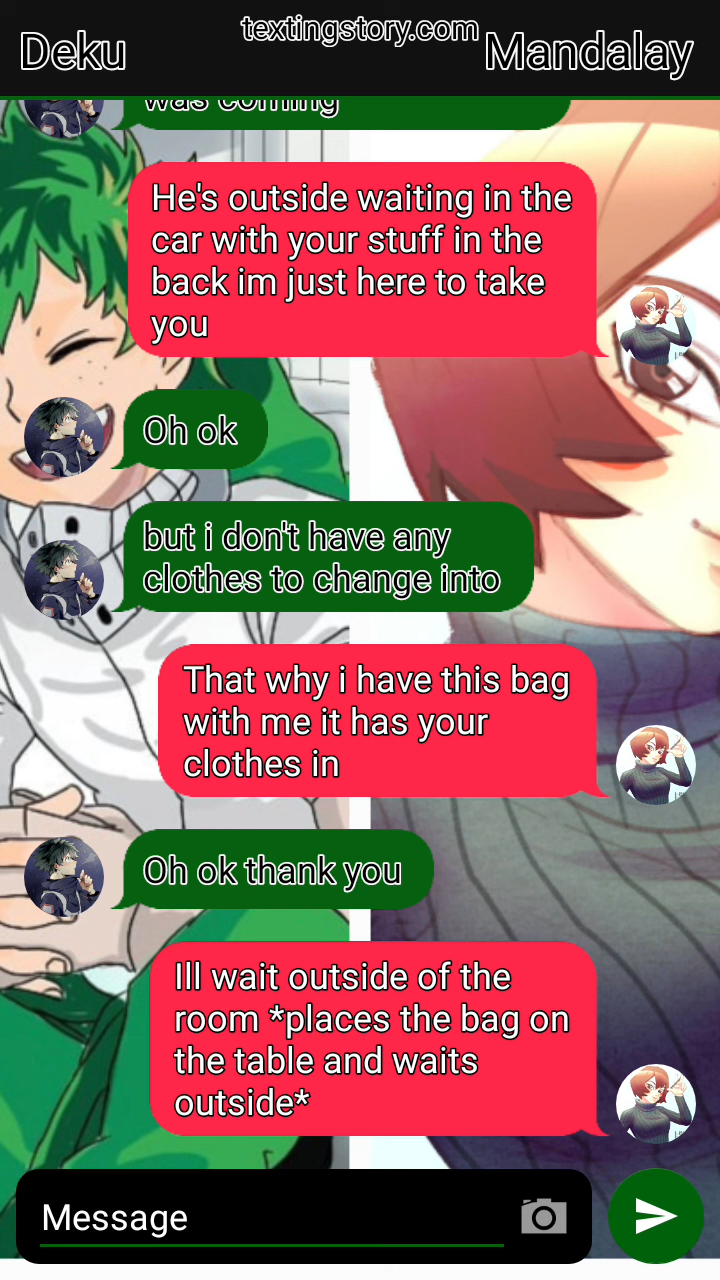 textingstory.com
Deku
Mandalay
was coming
He's outside waiting in the
car with your stuff in the
back im just here to take
you
Oh ok
but i don't have any
clothes to change into
That why i have this bag
with me it has your
clothes in
Oh ok thank you
Ill wait outside of the
room *places the bag on
the table and waits
outside*
Message